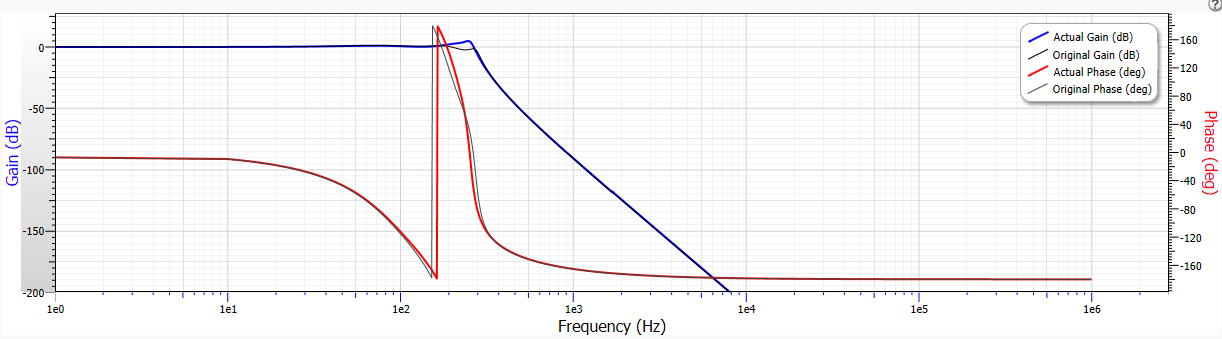 ?
Actual Gain (dB)
Original Gain (dB)
Actual Phase (deg)
Original Phase (deg)
Gain (dB)
0
-50
-100
-150
-200
160
120
80
40
0
-40
-80
-120
-160
Phase (deg)
1e0 1e1 1e2 1e3 1e4 1e5 1e6
Frequency (Hz)